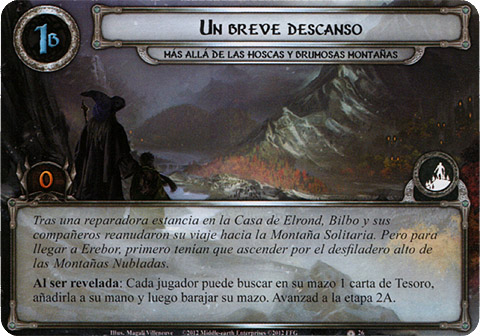 1B
Un breve descanso
Más allá de las hoscas y brumosas montañas
0
Tras una reparadora estancia en la Casa de Elrond, Bilbo y sus
compañeros reanudaron su viaje hacia la Montaña Solitaria. Pero para
llegar a Erebor, primero tenían que ascender por el desfiladero alto de
las Montañas Nubladas.
Al ser revelada: Cada jugador puede buscar en su mazo 1 carta de Tesoro,
añadirla a su mano y luego barajar su mazo. Avanzad a la etapa 2A.
Illus. Magali Villeneuve ©2012 Middle-earth Enterprises ©2012 FFG 26